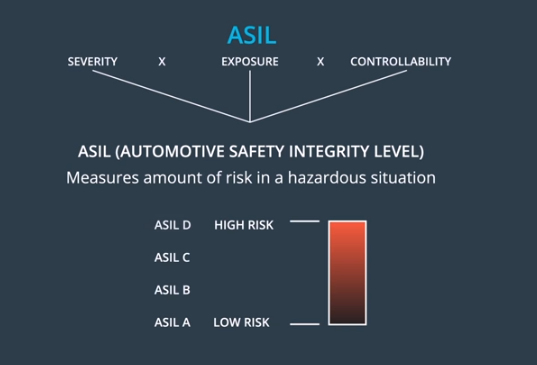 ASIL
SEVERITY X EXPOSURE X CONTROLLABILITY
ASIL (AUTOMOTIVE SAFETY INTEGRITY LEVEL)
Measures amount of risk in a hazardous situation
ASIL D HIGH RISK
ASIL C
ASIL B
ASIL A LOW RISK